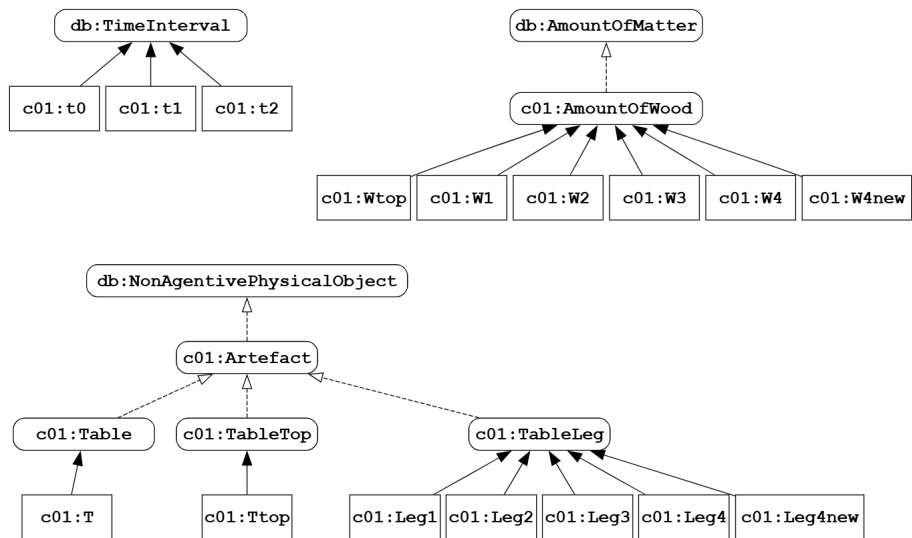 db:TimeInterval
db:AmountOfMatter
c01:t0
c01:t1
c01:t2
c01:AmountOfWood
c01:Wtop
c01:W1
c01:W2
c01:W3
c01:W4
c01:W4new
db:NonAgentivePhysicalObject
c01:Artefact
c01:Table
c01:TableTop
c01:TableLeg
c01:T
c01:Ttop
c01:Leg1
c01:Leg2
c01:Leg3
c01:Leg4
c01:Leg4new